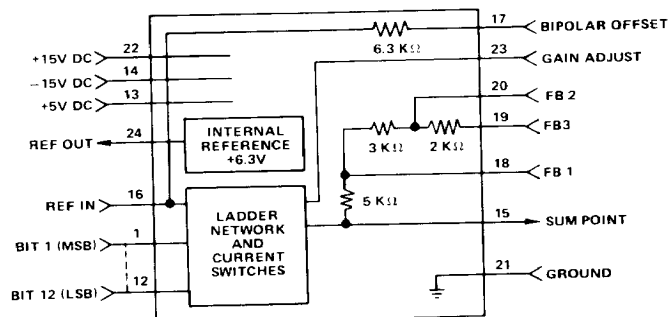 +15V DC 22
-15V DC 14
+5V DC 13
REF OUT 24
REF IN 16
BIT 1 (MSB) 1
BIT 12 (LSB) 12
INTERNAL
REFERENCE
+6.3V
LADDER
NETWORK
AND
CURRENT
SWITCHES
6.3 KΩ
3 KΩ
2 KΩ
5 KΩ
17 BIPOLAR OFFSET
23 GAIN ADJUST
20 FB 2
19 FB3
18 FB 1
15 SUM POINT
21 GROUND